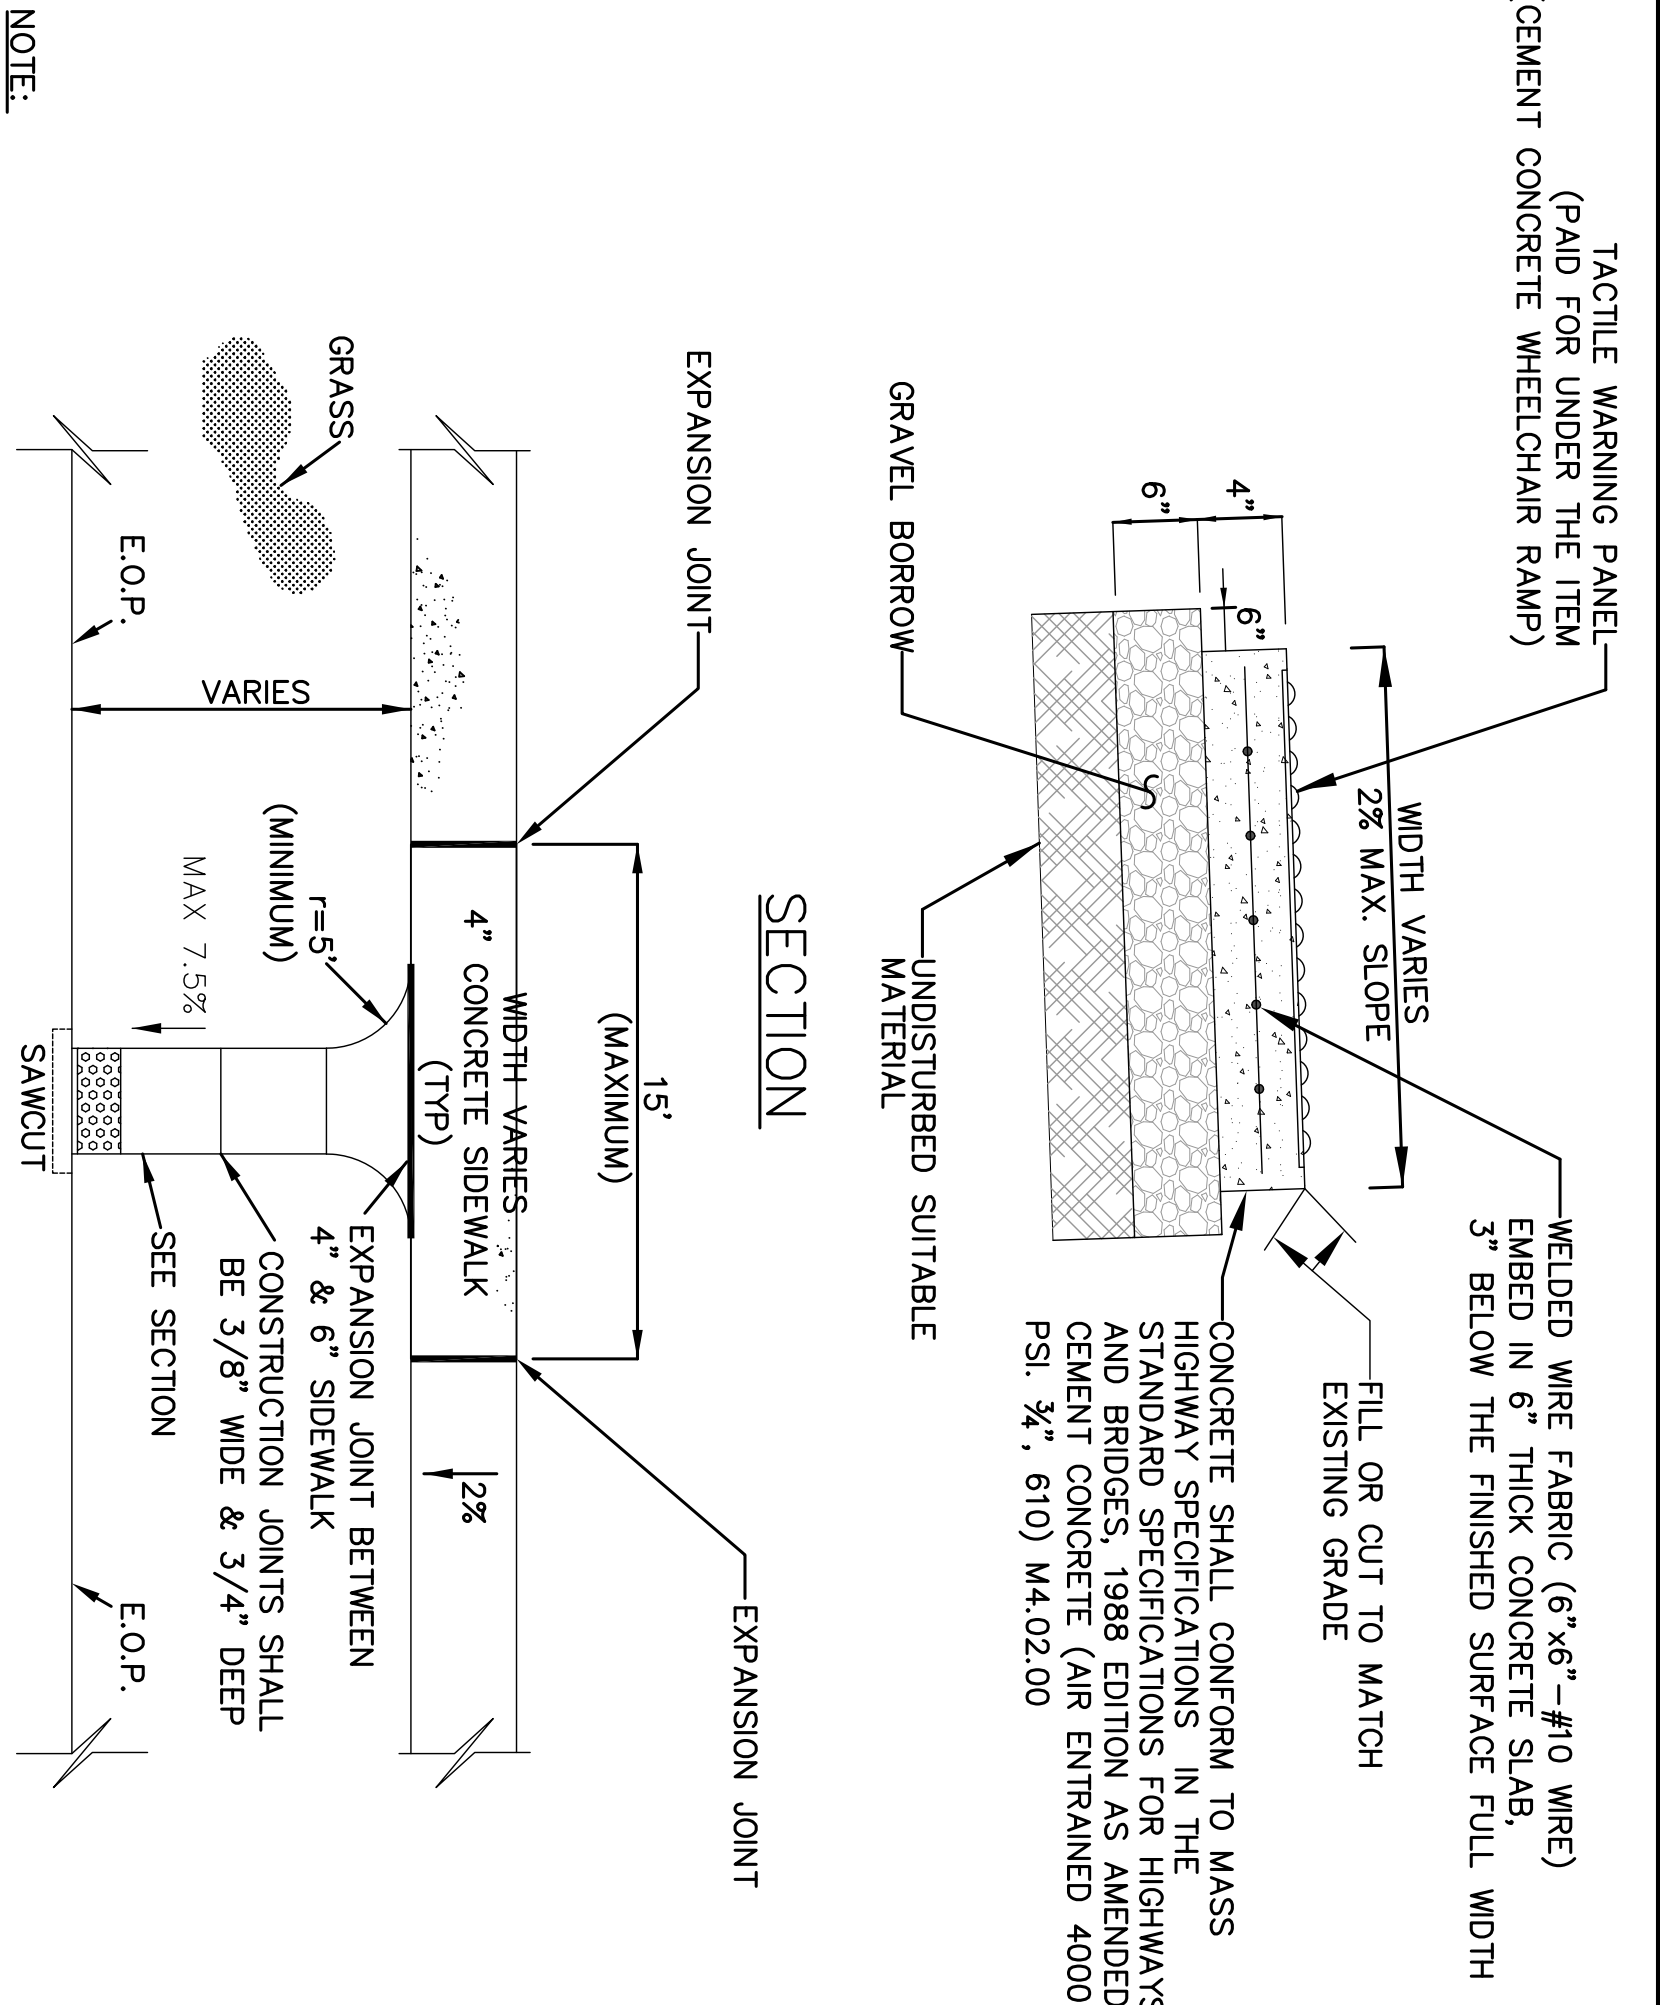 TACTILE WARNING PANEL
(PAID FOR UNDER THE ITEM
CEMENT CONCRETE WHEELCHAIR RAMP)
WIDTH VARIES
2% MAX. SLOPE
4"
6"
6"
GRAVEL BORROW
UNDISTURBED SUITABLE
MATERIAL
WELDED WIRE FABRIC (6"x6"-#10 WIRE)
EMBED IN 6" THICK CONCRETE SLAB,
3" BELOW THE FINISHED SURFACE FULL WIDTH
FILL OR CUT TO MATCH
EXISTING GRADE
CONCRETE SHALL CONFORM TO MASS
HIGHWAY SPECIFICATIONS IN THE
STANDARD SPECIFICATIONS FOR HIGHWAYS
AND BRIDGES, 1988 EDITION AS AMENDED
CEMENT CONCRETE (AIR ENTRAINED 4000
PSI. ¾", 610) M4.02.00
SECTION
EXPANSION JOINT
15'
(MAXIMUM)
EXPANSION JOINT
WIDTH VARIES
4" CONCRETE SIDEWALK
(TYP)
2%
GRASS
E.O.P.
VARIES
r=5'
(MINIMUM)
MAX 7.5%
EXPANSION JOINT BETWEEN
4" & 6" SIDEWALK
CONSTRUCTION JOINTS SHALL
BE 3/8" WIDE & 3/4" DEEP
SEE SECTION
E.O.P.
SAWCUT
NOTE: